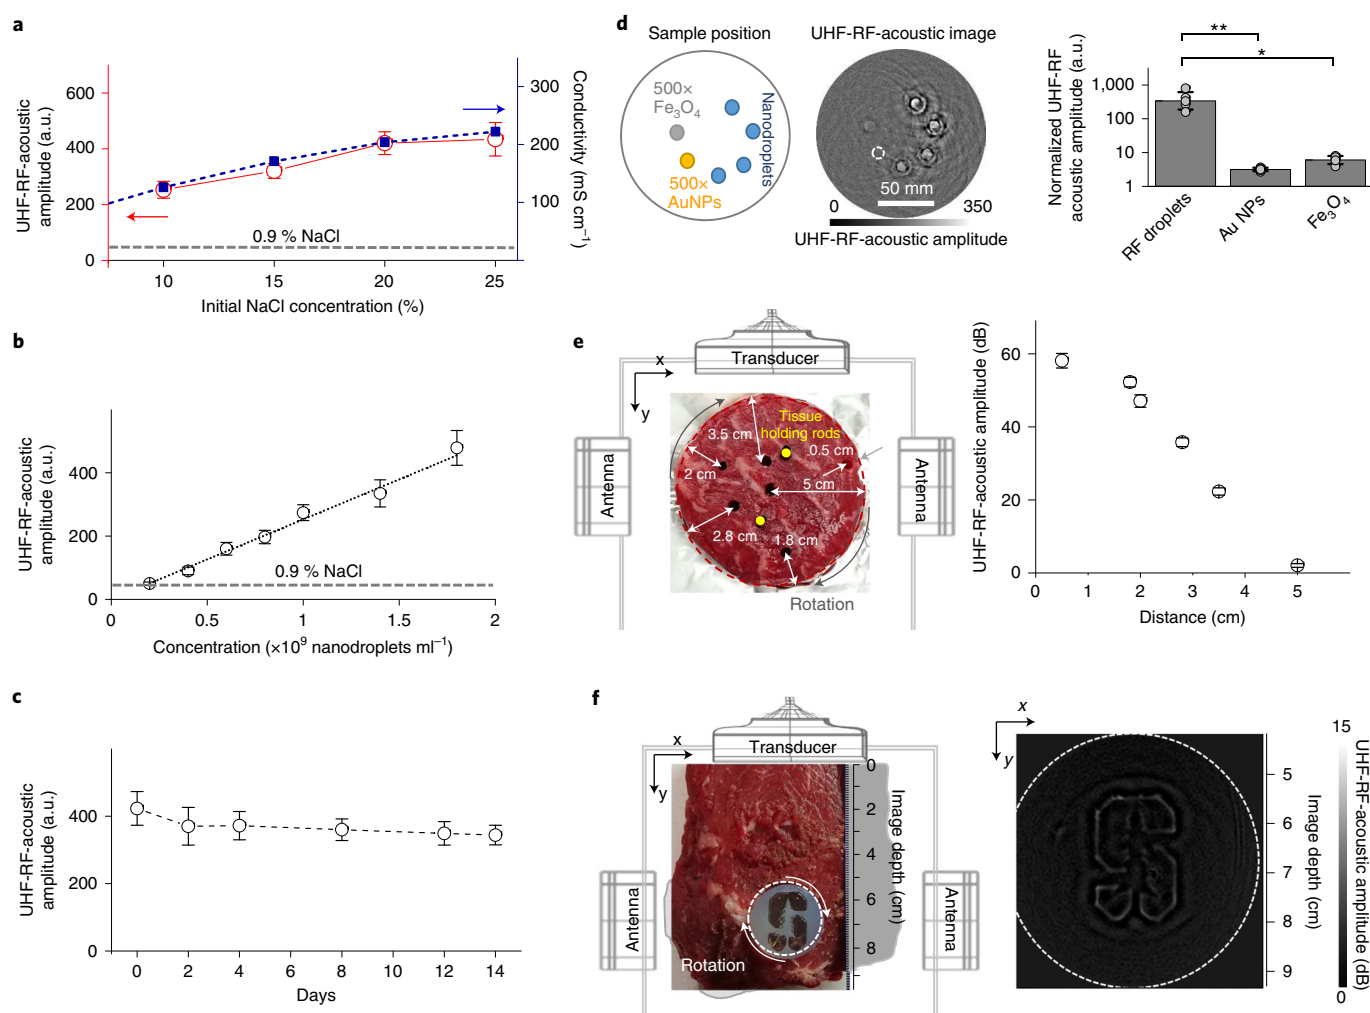 a
UHF-RF-acoustic
amplitude (a.u.)
600
400
200
0
300
200
100
Conductivity (mS cm⁻¹)
0.9 % NaCl
10
15
20
25
Initial NaCl concentration (%)
b
UHF-RF-acoustic
amplitude (a.u.)
400
200
0
0.9 % NaCl
0
0.5
1
1.5
2
Concentration (×10⁹ nanodroplets ml⁻¹)
c
UHF-RF-acoustic
amplitude (a.u.)
400
200
0
0
2
4
6
8
10
12
14
Days
d
Sample position
500×
Fe₃O₄
500×
AuNPs
Nanodroplets
UHF-RF-acoustic image
50 mm
0
350
UHF-RF-acoustic amplitude
Normalized UHF-RF
acoustic amplitude (a.u.)
1,000
100
10
1
**
*
RF droplets
Au NPs
Fe₃O₄
e
x
y
Transducer
Antenna
Antenna
Tissue
holding rods
3.5 cm
0.5 cm
2 cm
5 cm
2.8 cm
1.8 cm
Rotation
UHF-RF-acoustic amplitude (dB)
60
40
20
0
0
1
2
3
4
5
Distance (cm)
f
x
y
Transducer
Antenna
Antenna
0
2
4
6
8
Image depth (cm)
Rotation
x
y
5
6
7
8
9
Image depth (cm)
15
0
UHF-RF-acoustic amplitude (dB)